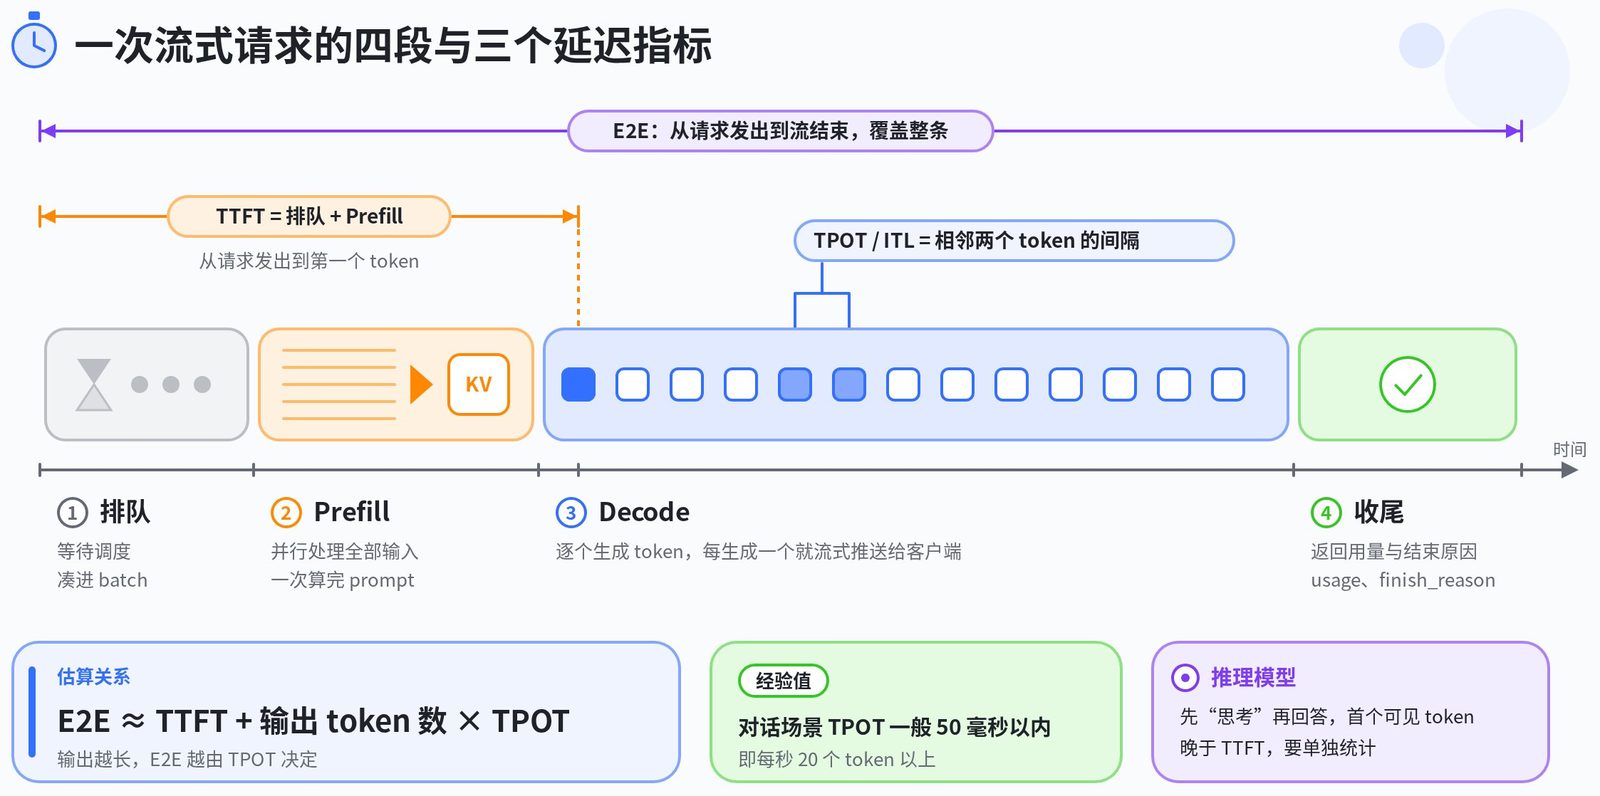 一次流式请求的四段与三个延迟指标
E2E：从请求发出到流结束，覆盖整条
TTFT = 排队 + Prefill
从请求发出到第一个 token
TPOT / ITL = 相邻两个 token 的间隔
KV
时间
1 排队
等待调度
凑进 batch
2 Prefill
并行处理全部输入
一次算完 prompt
3 Decode
逐个生成 token，每生成一个就流式推送给客户端
4 收尾
返回用量与结束原因
usage、finish_reason
估算关系
E2E ≈ TTFT + 输出 token 数 × TPOT
输出越长，E2E 越由 TPOT 决定
经验值
对话场景 TPOT 一般 50 毫秒以内
即每秒 20 个 token 以上
推理模型
先“思考”再回答，首个可见 token
晚于 TTFT，要单独统计